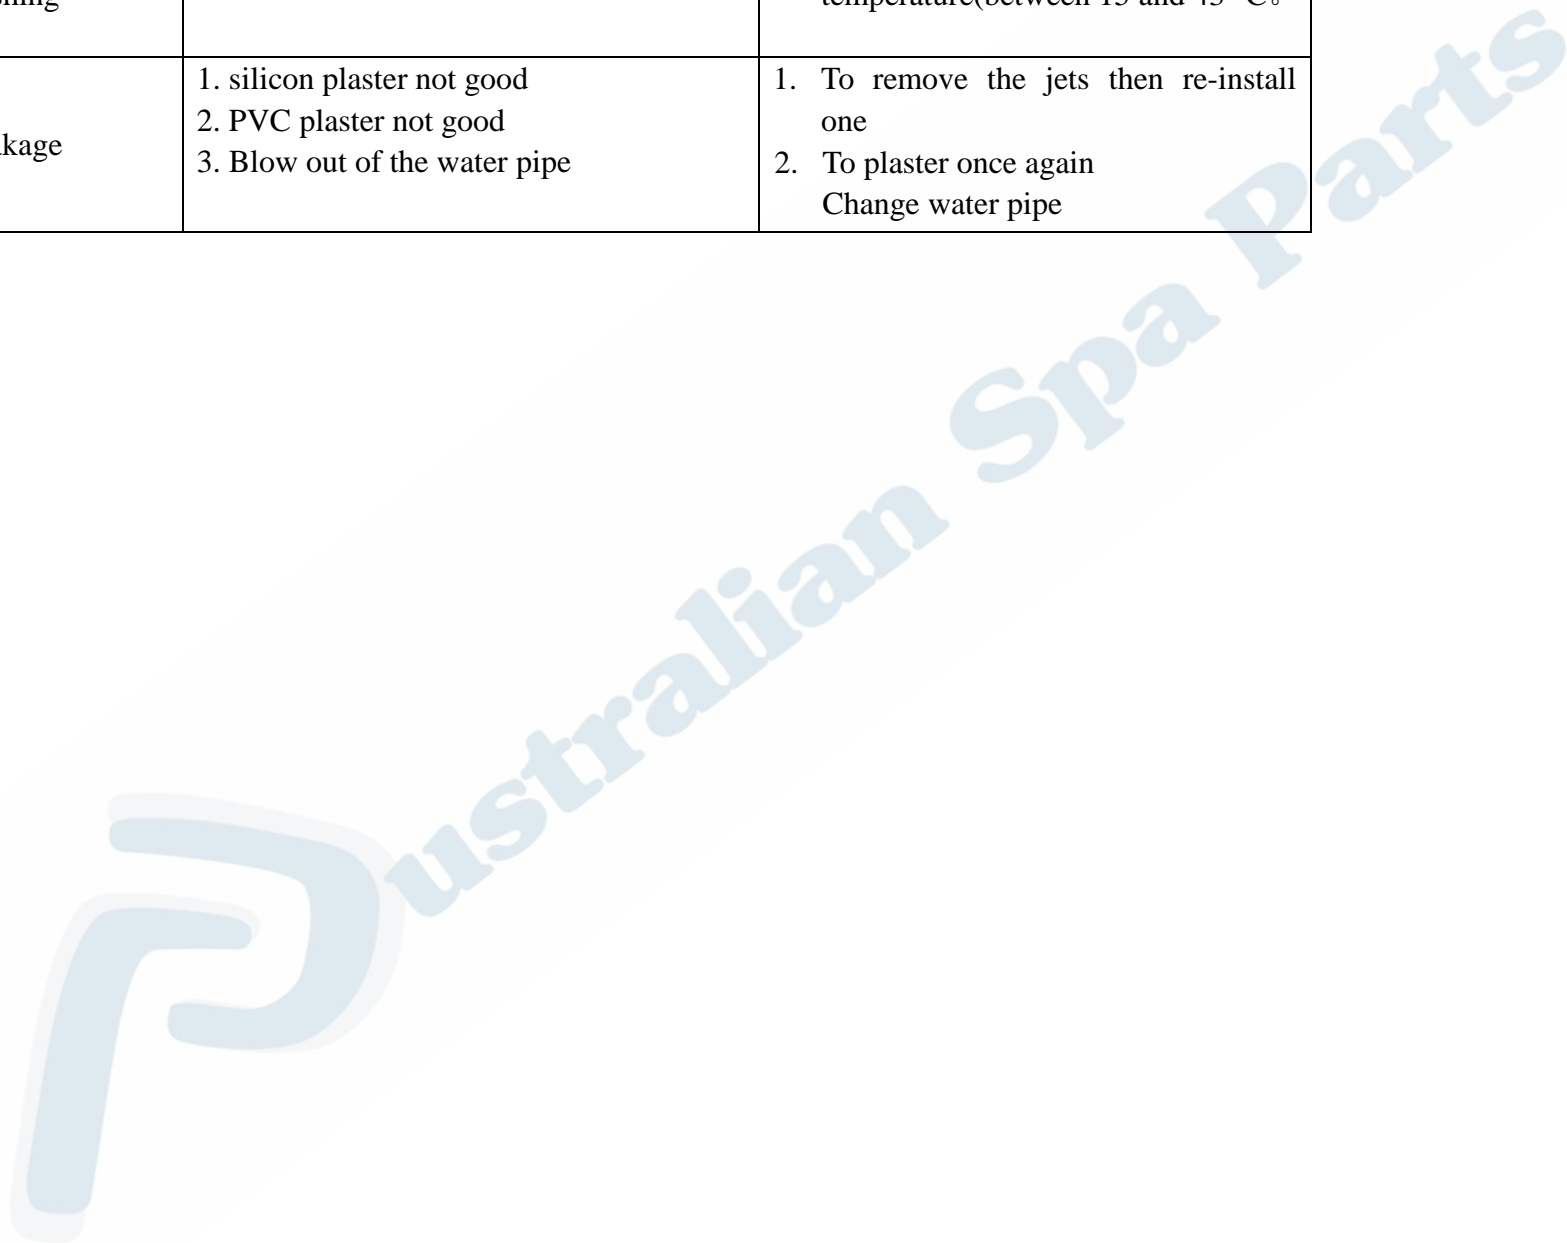 temperature(between 15 and 45 °C。
1. silicon plaster not good
2. PVC plaster not good
3. Blow out of the water pipe
1. To remove the jets then re-install
one
2. To plaster once again
Change water pipe
kage
Australian Spa Parts